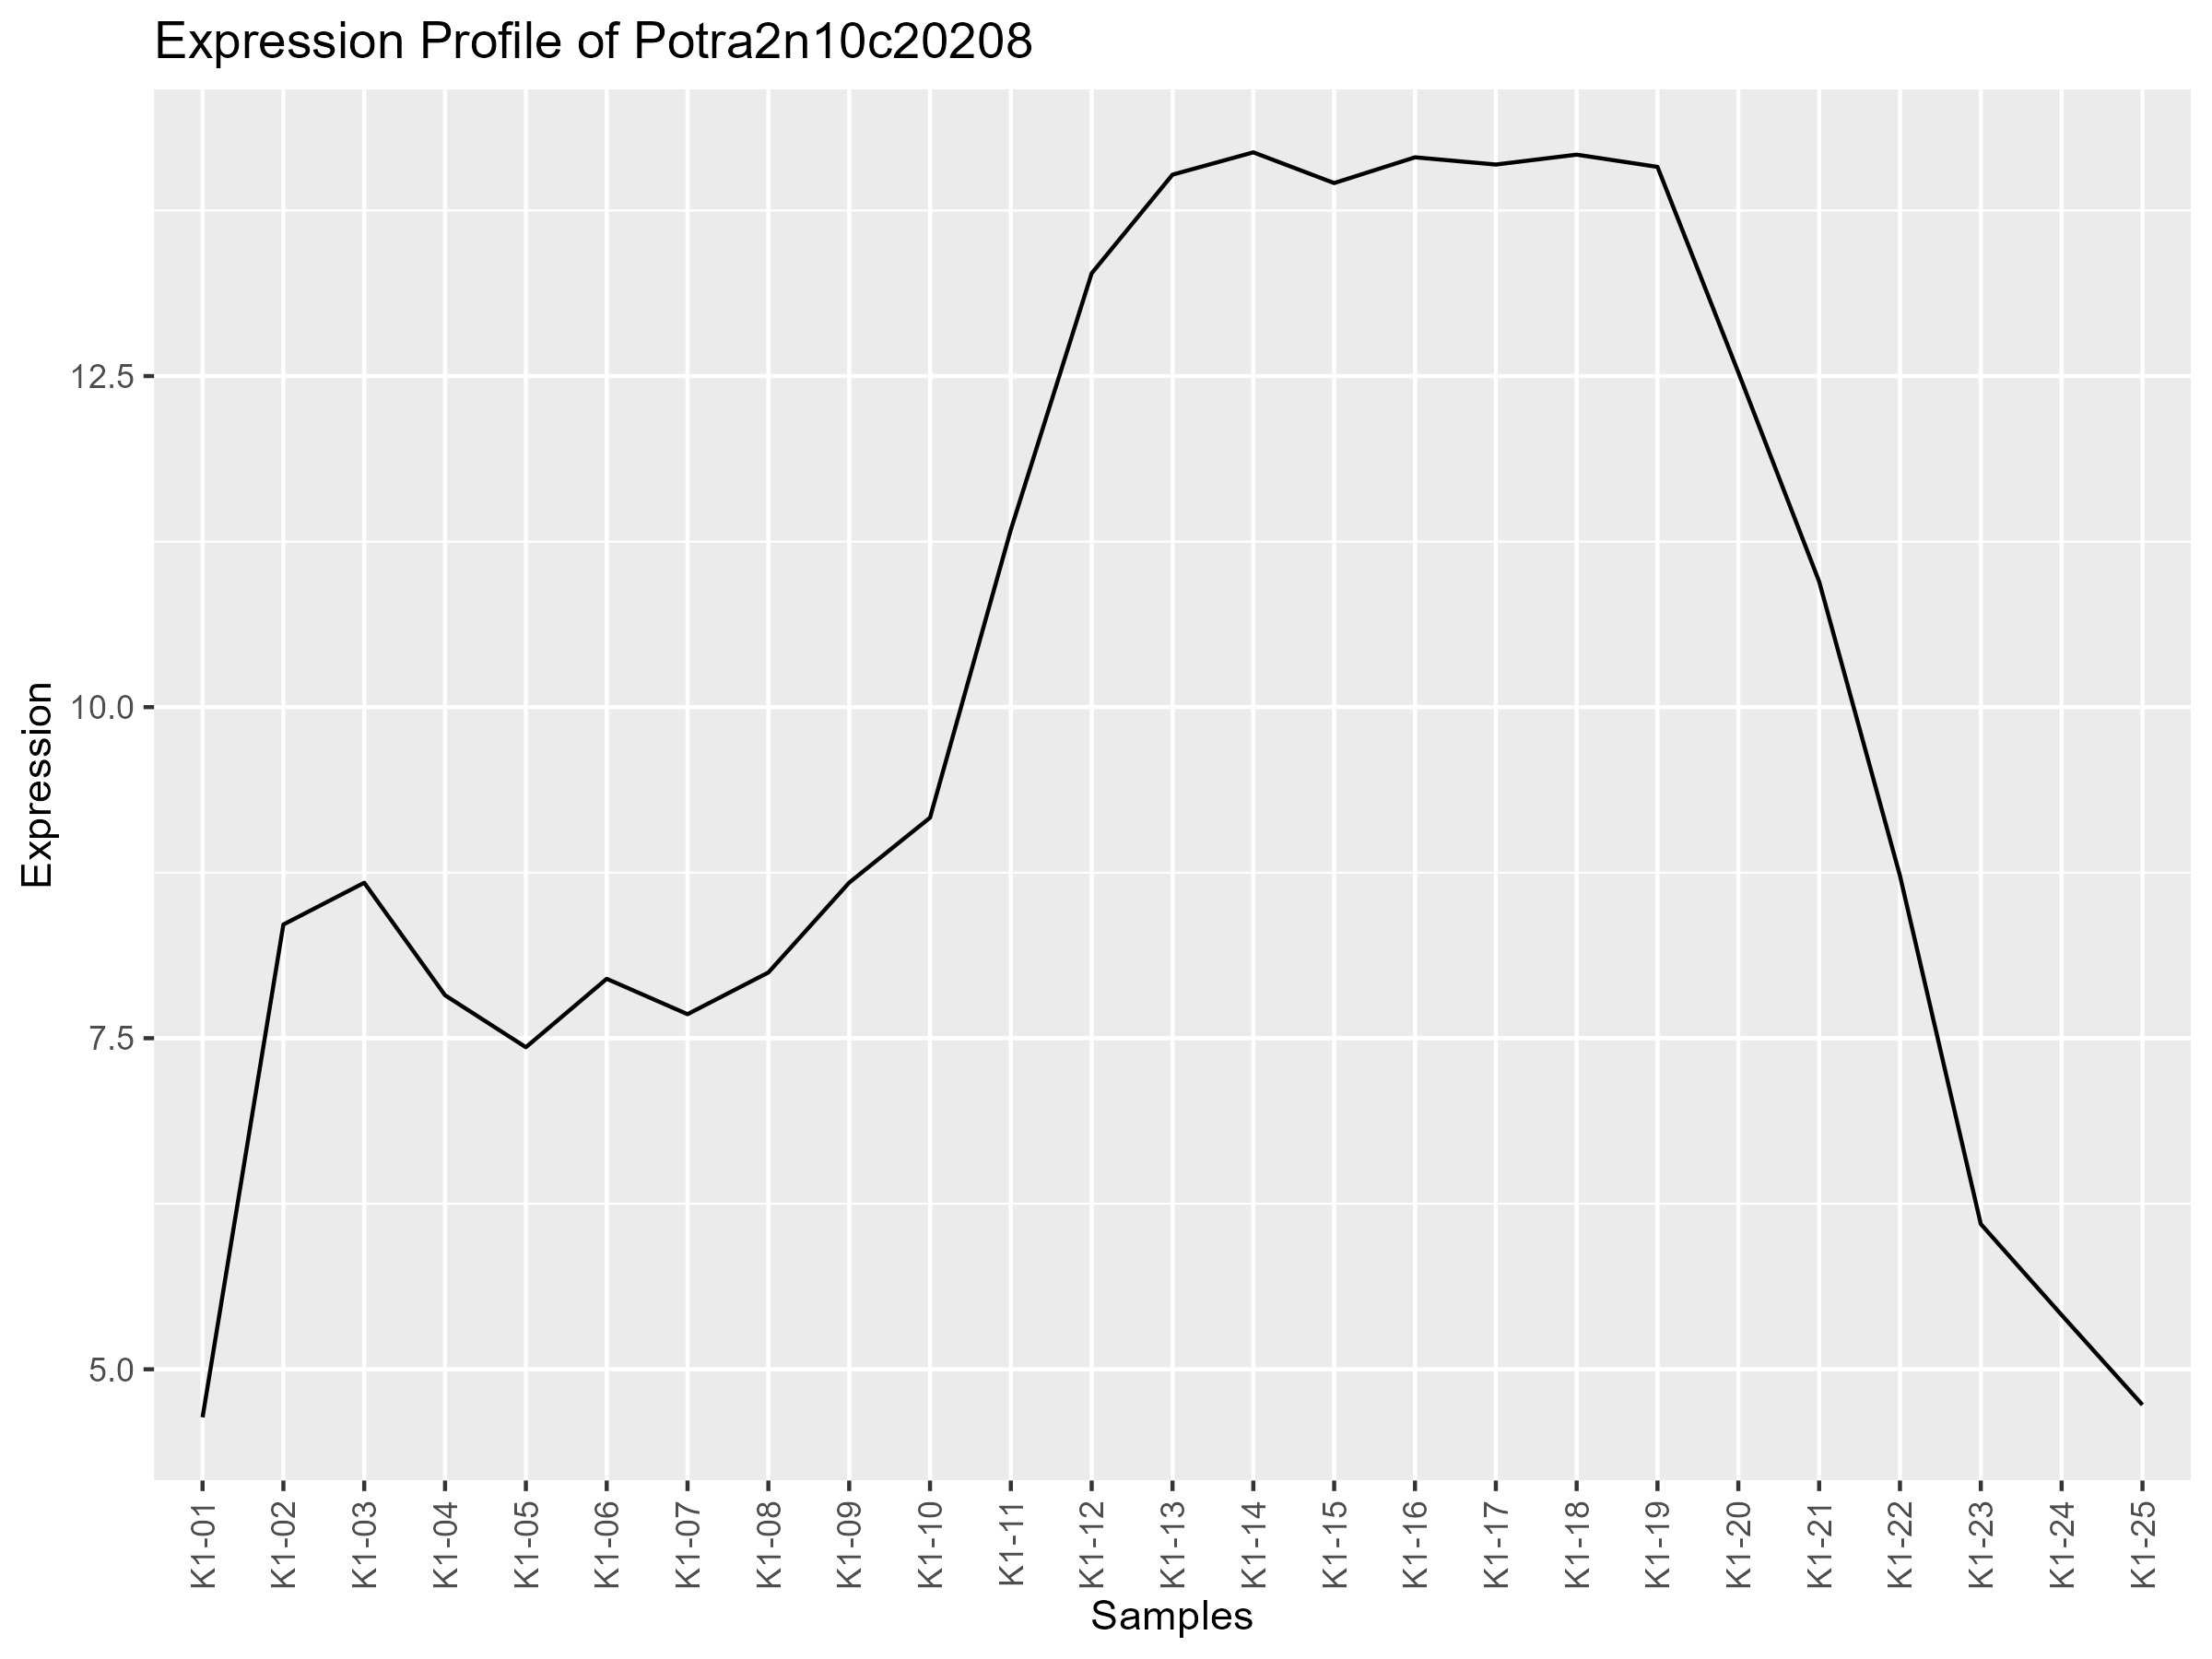 Expression Profile of Potra2n10c20208
Expression
12.5
10.0
7.5
5.0
K1-01
K1-02
K1-03
K1-04
K1-05
K1-06
K1-07
K1-08
K1-09
K1-10
K1-11
K1-12
K1-13
K1-14
K1-15
K1-16
K1-17
K1-18
K1-19
K1-20
K1-21
K1-22
K1-23
K1-24
K1-25
Samples